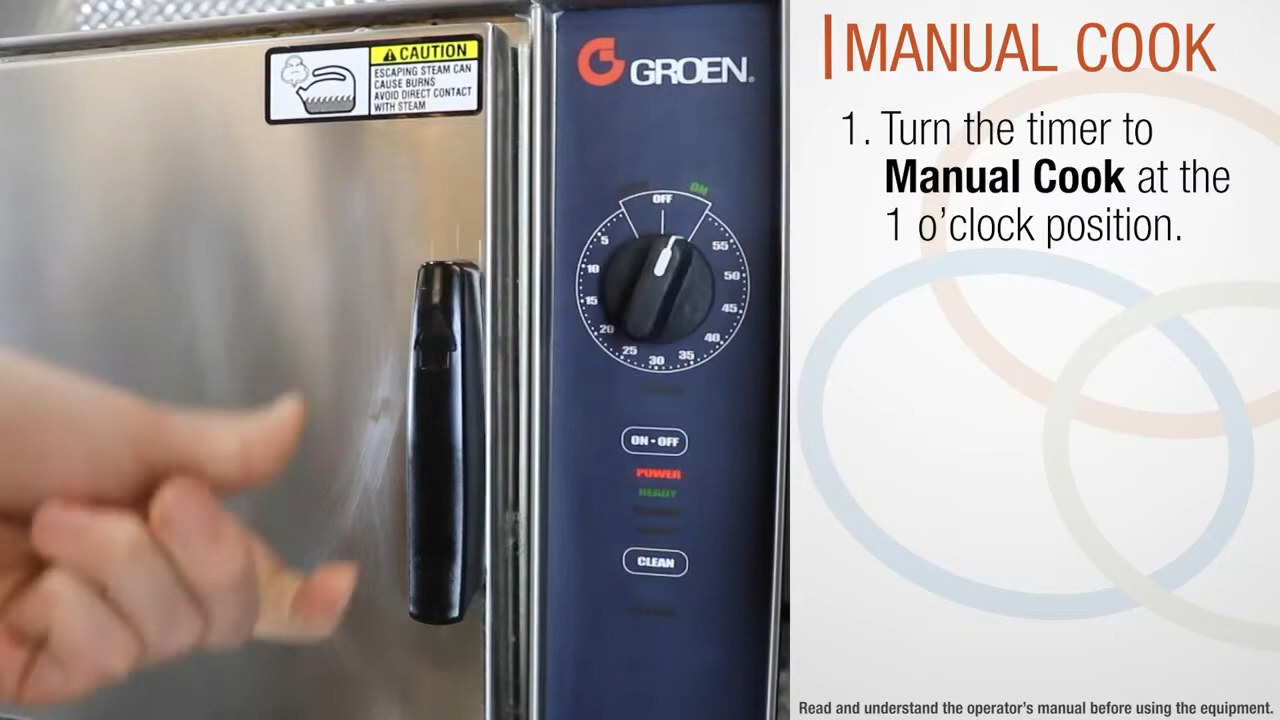 CAUTION
ESCAPING STEAM CAN
CAUSE BURNS
AVOID DIRECT CONTACT
WITH STEAM
GROEN
OFF
ON
5
10
15
20
25
30
35
40
45
50
55
ON - OFF
POWER
READY
CLEAN
MANUAL COOK
1. Turn the timer to
Manual Cook at the
1 o'clock position.
Read and understand the operator's manual before using the equipment.